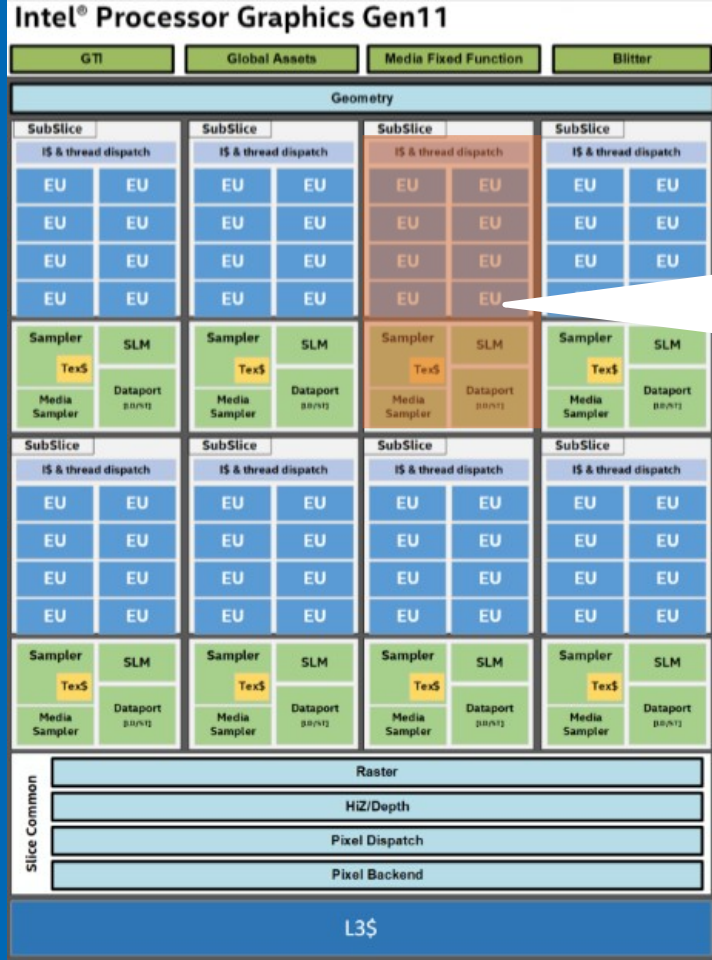 Intel® Processor Graphics Gen11
GTI Global Assets Media Fixed Function Blitter
Geometry
SubSlice SubSlice SubSlice SubSlice
I$ & thread dispatch I$ & thread dispatch I$ & thread dispatch I$ & thread dispatch
EU EU EU EU EU EU EU EU
EU EU EU EU EU EU EU EU
EU EU EU EU EU EU EU EU
EU EU EU EU EU EU
Sampler SLM Sampler SLM Sampler SLM Sampler SLM
Tex$ Tex$ Tex$ Tex$
Media Sampler Dataport Media Sampler Dataport Media Sampler Dataport Media Sampler Dataport
SubSlice SubSlice SubSlice SubSlice
I$ & thread dispatch I$ & thread dispatch I$ & thread dispatch I$ & thread dispatch
EU EU EU EU EU EU EU EU
EU EU EU EU EU EU EU EU
EU EU EU EU EU EU EU EU
EU EU EU EU EU EU EU EU
Sampler SLM Sampler SLM Sampler SLM Sampler SLM
Tex$ Tex$ Tex$ Tex$
Media Sampler Dataport Media Sampler Dataport Media Sampler Dataport Media Sampler Dataport
Slice Common
Raster
HiZ/Depth
Pixel Dispatch
Pixel Backend
L3$